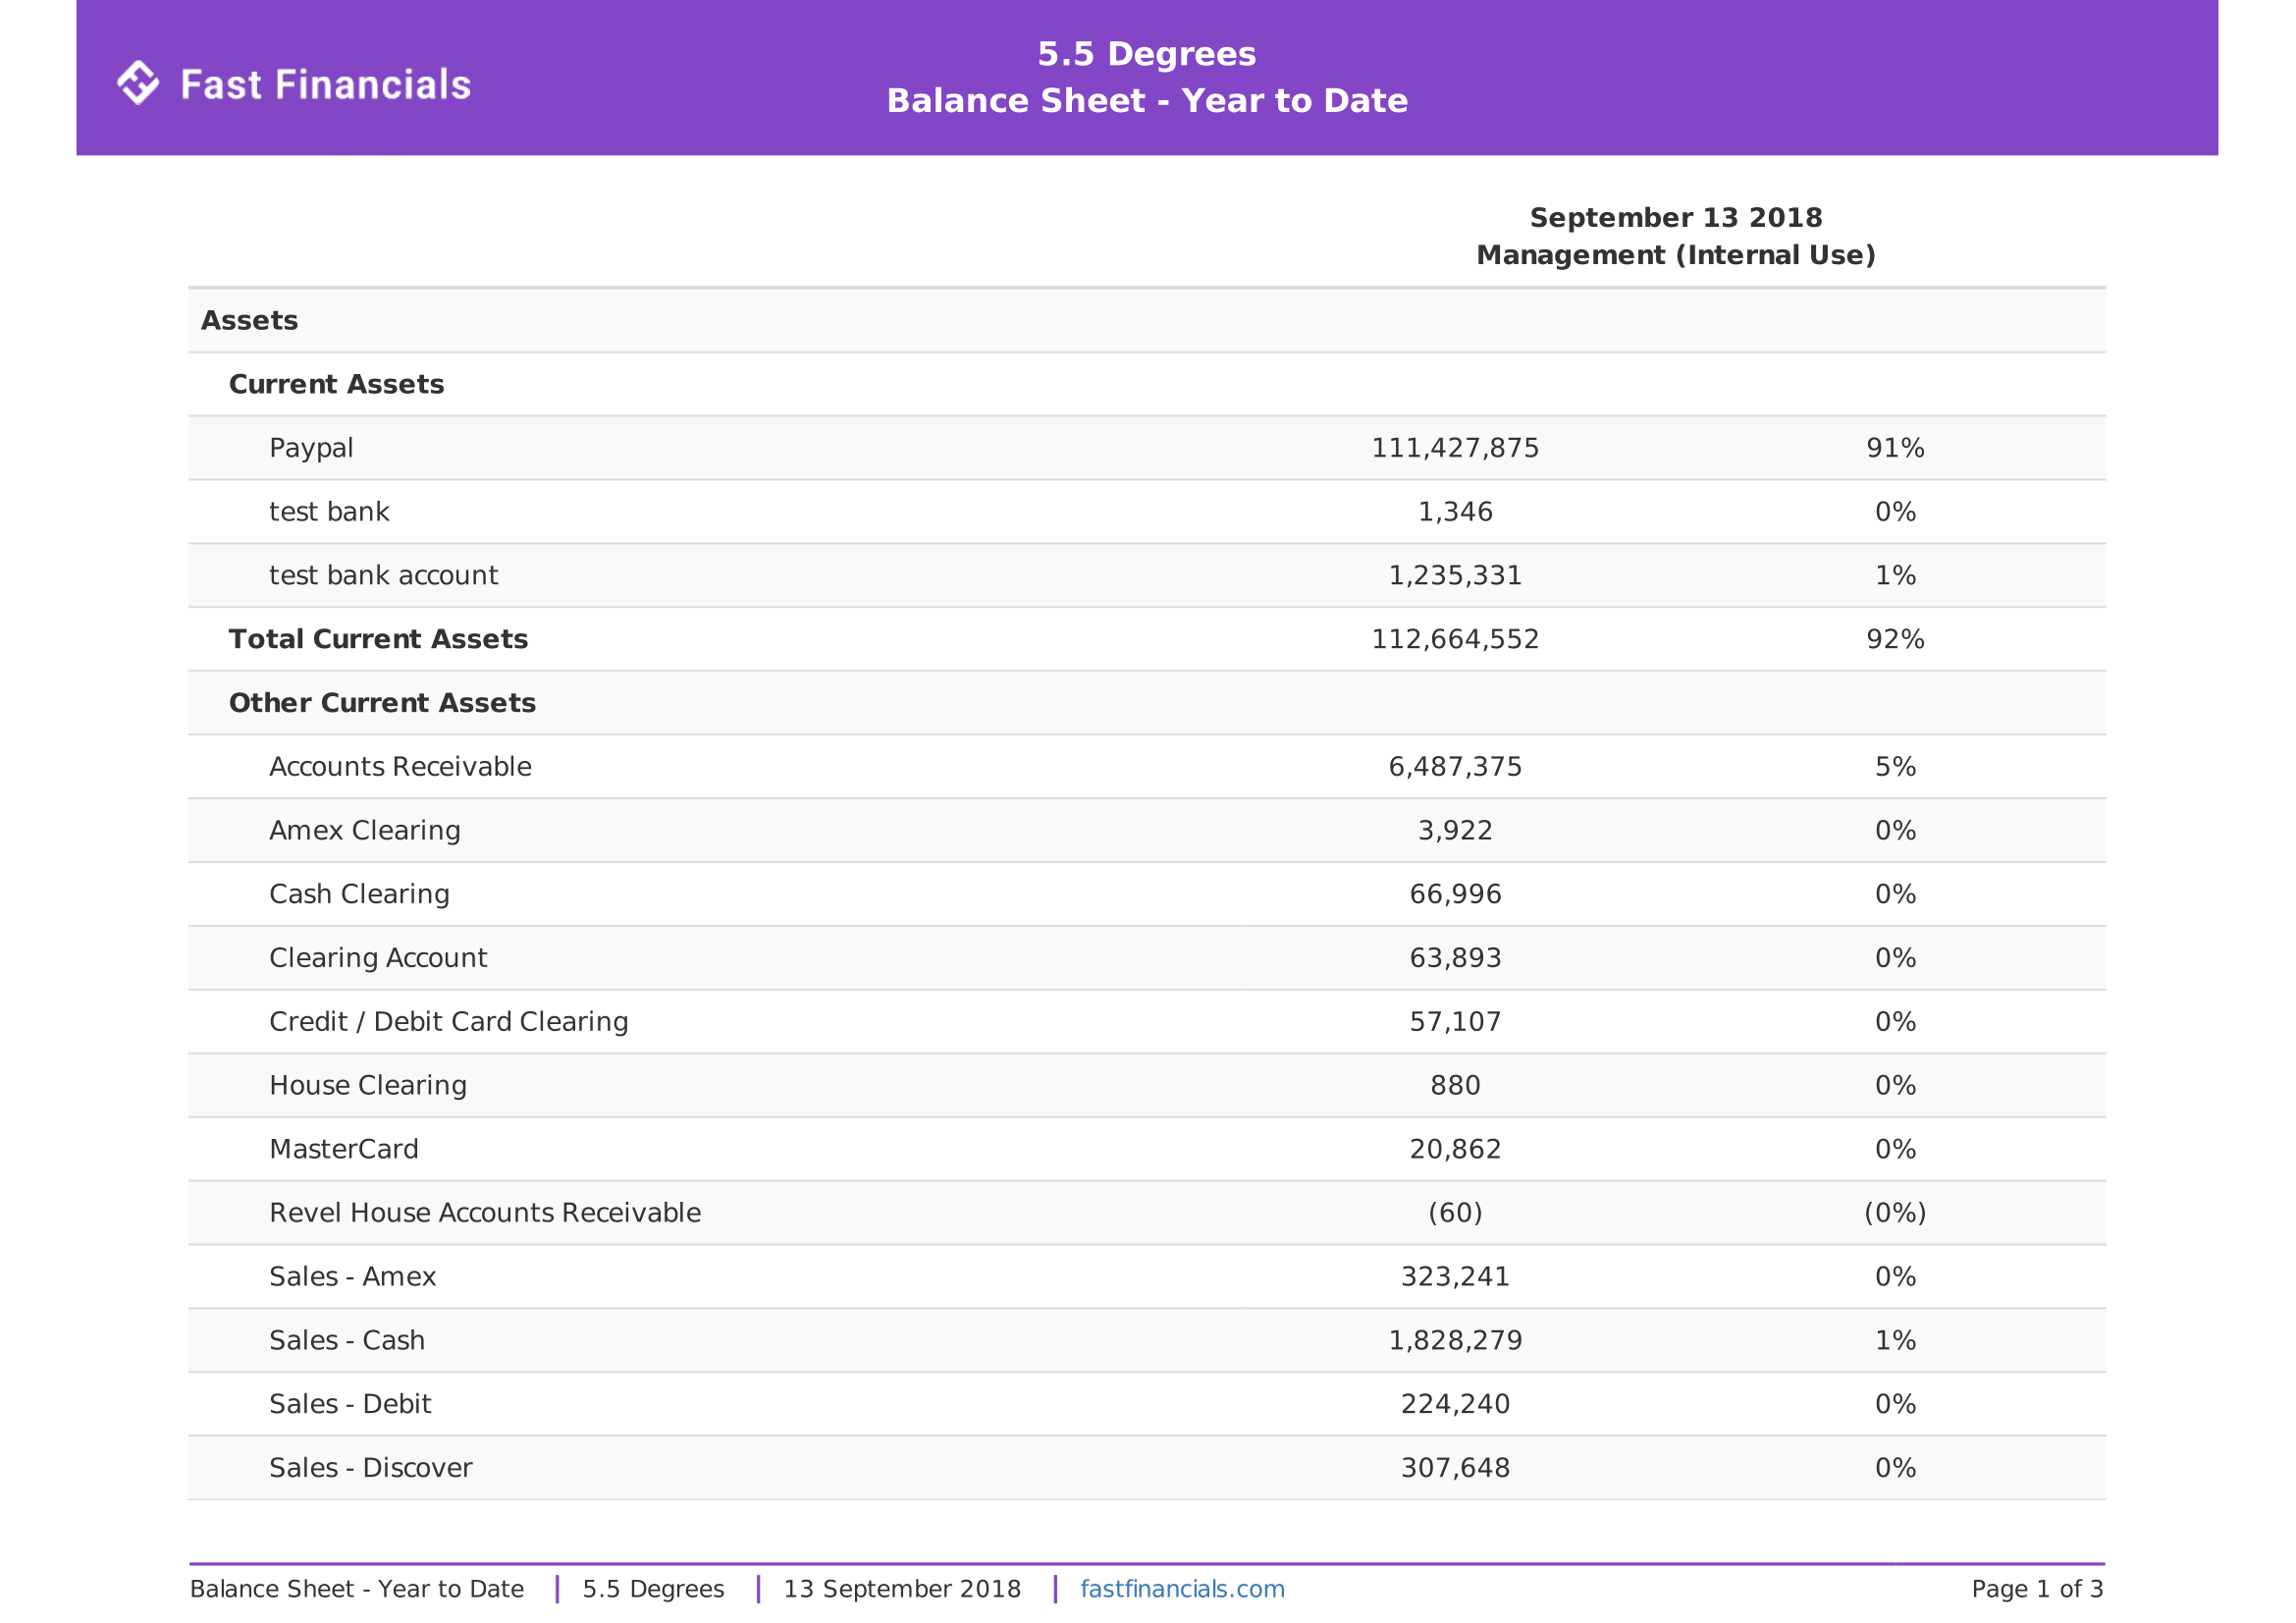 Fast Financials
5.5 Degrees
Balance Sheet - Year to Date
September 13 2018
Management (Internal Use)
Assets
Current Assets
Paypal 111,427,875 91%
test bank 1,346 0%
test bank account 1,235,331 1%
Total Current Assets 112,664,552 92%
Other Current Assets
Accounts Receivable 6,487,375 5%
Amex Clearing 3,922 0%
Cash Clearing 66,996 0%
Clearing Account 63,893 0%
Credit / Debit Card Clearing 57,107 0%
House Clearing 880 0%
MasterCard 20,862 0%
Revel House Accounts Receivable (60) (0%)
Sales - Amex 323,241 0%
Sales - Cash 1,828,279 1%
Sales - Debit 224,240 0%
Sales - Discover 307,648 0%
Balance Sheet - Year to Date | 5.5 Degrees | 13 September 2018 | fastfinancials.com Page 1 of 3